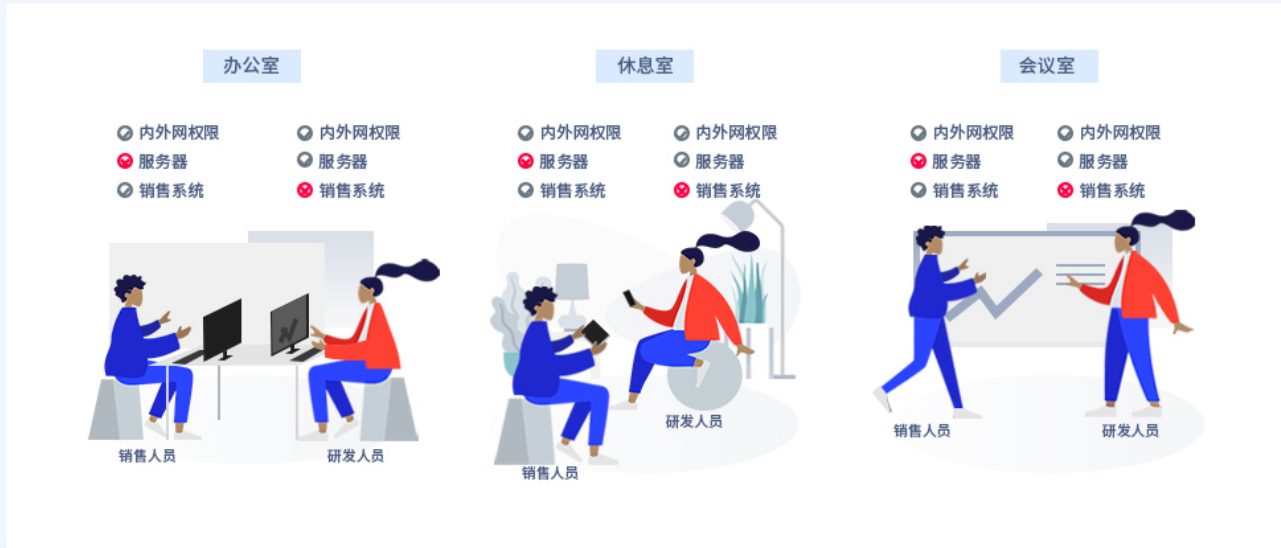 办公室
休息室
会议室
内外网权限
内外网权限
内外网权限
内外网权限
内外网权限
内外网权限
服务器
服务器
服务器
服务器
服务器
服务器
销售系统
销售系统
销售系统
销售系统
销售系统
销售系统
研发人员
销售人员
研发人员
销售人员
研发人员
销售人员